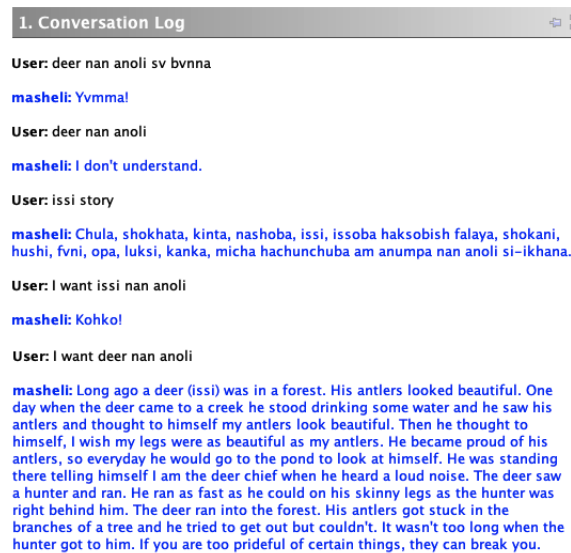 1. Conversation Log
User: deer nan anoli sv bvnna
masheli: Yvmma!
User: deer nan anoli
masheli: I don't understand.
User: issi story
masheli: Chula, shokhata, kinta, nashoba, issi, issoba haksobish falaya, shokani,
hushi, fvni, opa, luksi, kanka, micha hachunchuba am anumpa nan anoli si-ikhana.
User: I want issi nan anoli
masheli: Kohko!
User: I want deer nan anoli
masheli: Long ago a deer (issi) was in a forest. His antlers looked beautiful. One
day when the deer came to a creek he stood drinking some water and he saw his
antlers and thought to himself my antlers look beautiful. Then he thought to
himself, I wish my legs were as beautiful as my antlers. He became proud of his
antlers, so everyday he would go to the pond to look at himself. He was standing
there telling himself I am the deer chief when he heard a loud noise. The deer saw
a hunter and ran. He ran as fast as he could on his skinny legs as the hunter was
right behind him. The deer ran into the forest. His antlers got stuck in the
branches of a tree and he tried to get out but couldn't. It wasn't too long when the
hunter got to him. If you are too prideful of certain things, they can break you.